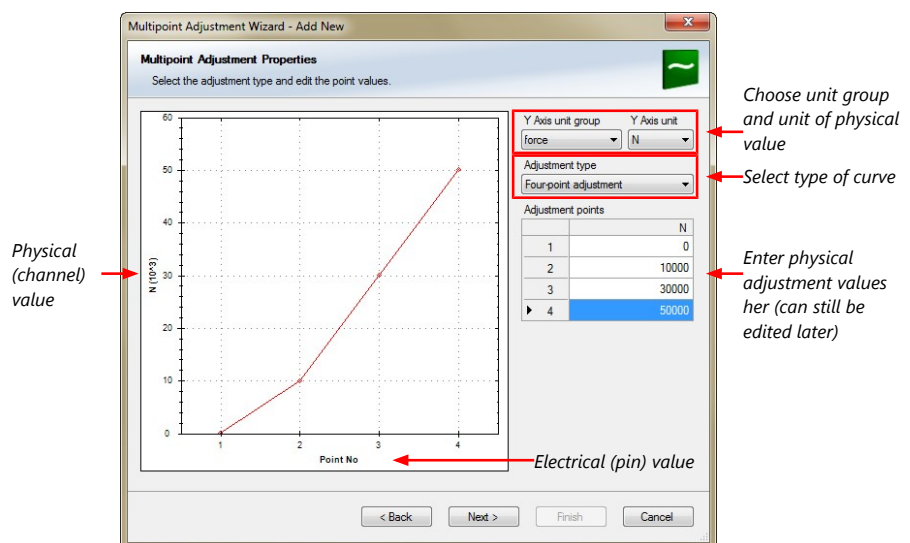 Multipoint Adjustment Wizard - Add New
Multipoint Adjustment Properties
Select the adjustment type and edit the point values.
Y Axis unit group
Y Axis unit
force
N
Adjustment type
Four-point adjustment
Adjustment points
N
1 0
2 10000
3 30000
4 50000
60
50
40
30
20
10
0
N (10^3)
1 2 3 4
Point No
Physical
(channel)
value
Choose unit group
and unit of physical
value
Select type of curve
Enter physical
adjustment values
her (can still be
edited later)
Electrical (pin) value
< Back
Next >
Finish
Cancel